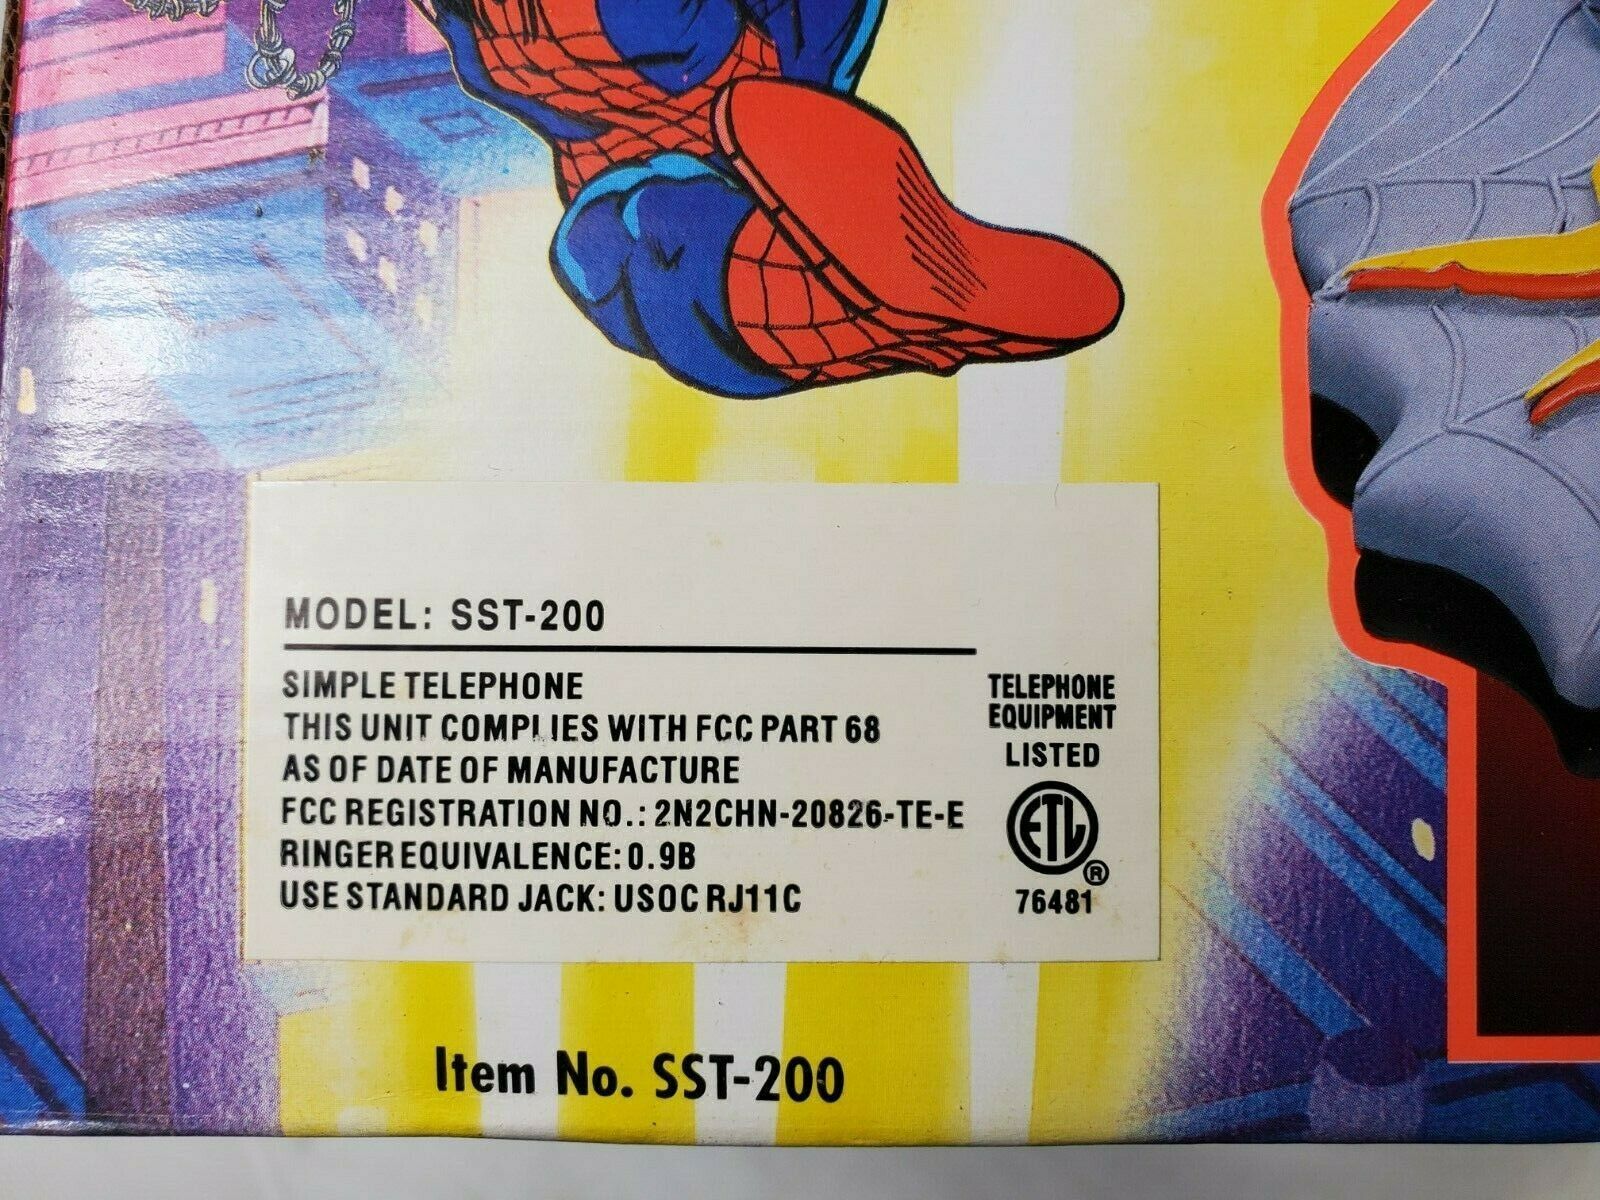 MODEL: SST-200
SIMPLE TELEPHONE
THIS UNIT COMPLIES WITH FCC PART 68
AS OF DATE OF MANUFACTURE
FCC REGISTRATION NO.: 2N2CHN-20826-TE-E
RINGER EQUIVALENCE: 0.9B
USE STANDARD JACK: USOC RJ11C
TELEPHONE
EQUIPMENT
LISTED
ETL
®
76481
Item No. SST-200